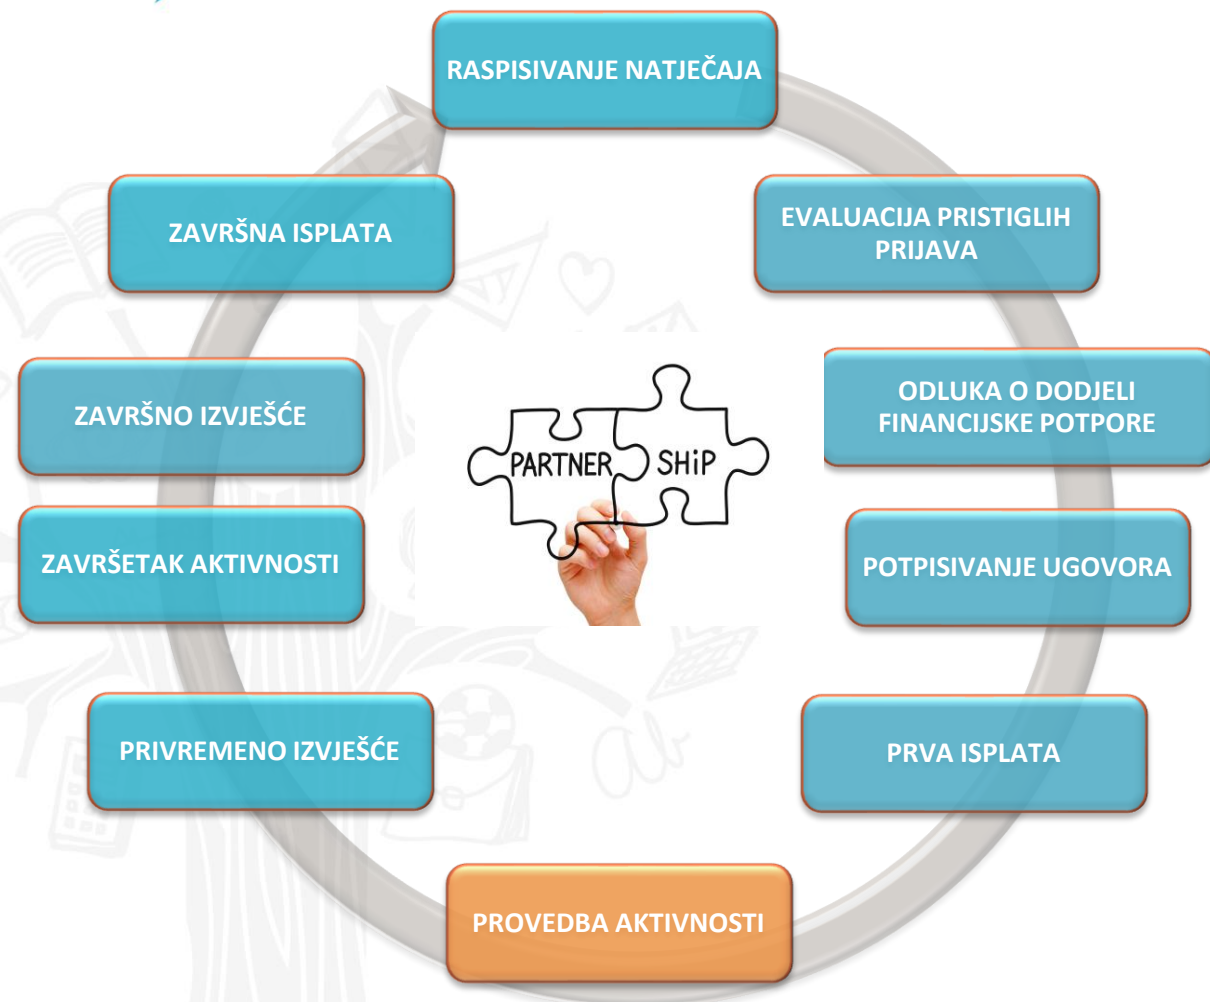 RASPISIVANJE NATJEČAJA
EVALUACIJA PRISTIGLIH
PRIJAVA
ODLUKA O DODJELI
FINANCIJSKE POTPORE
POTPISIVANJE UGOVORA
PRVA ISPLATA
PROVEDBA AKTIVNOSTI
PRIVREMENO IZVJEŠĆE
ZAVRŠETAK AKTIVNOSTI
ZAVRŠNO IZVJEŠĆE
ZAVRŠNA ISPLATA
PARTNER SHiP
ab